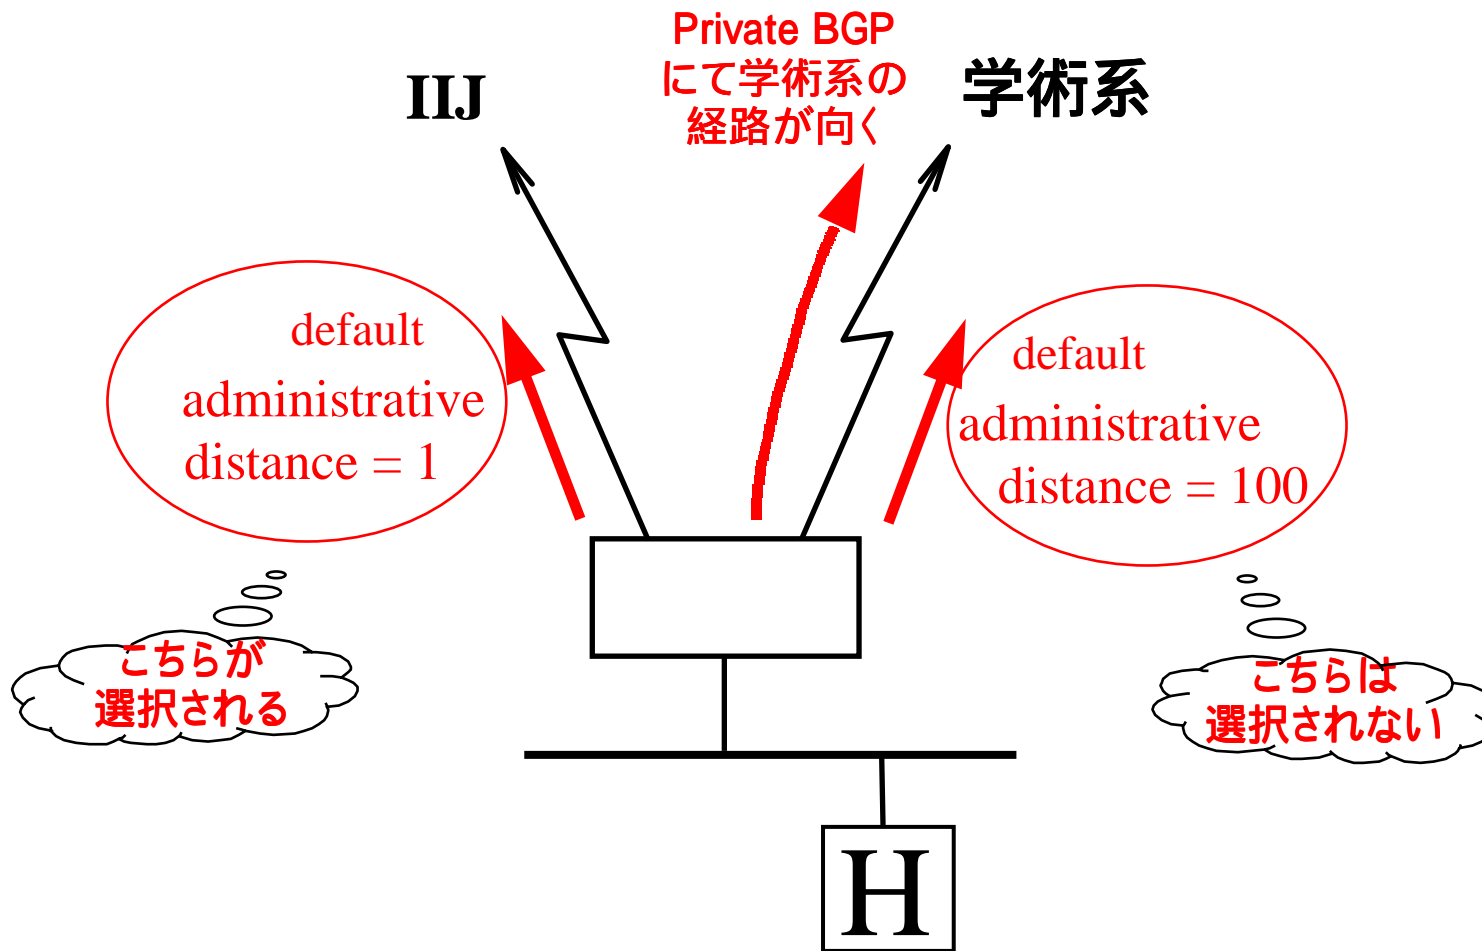 Private BGP
にて学術系の
経路が向く
IIJ
学術系
default
administrative
distance = 1
default
administrative
distance = 100
こちらが
選択される
こちらは
選択されない
H